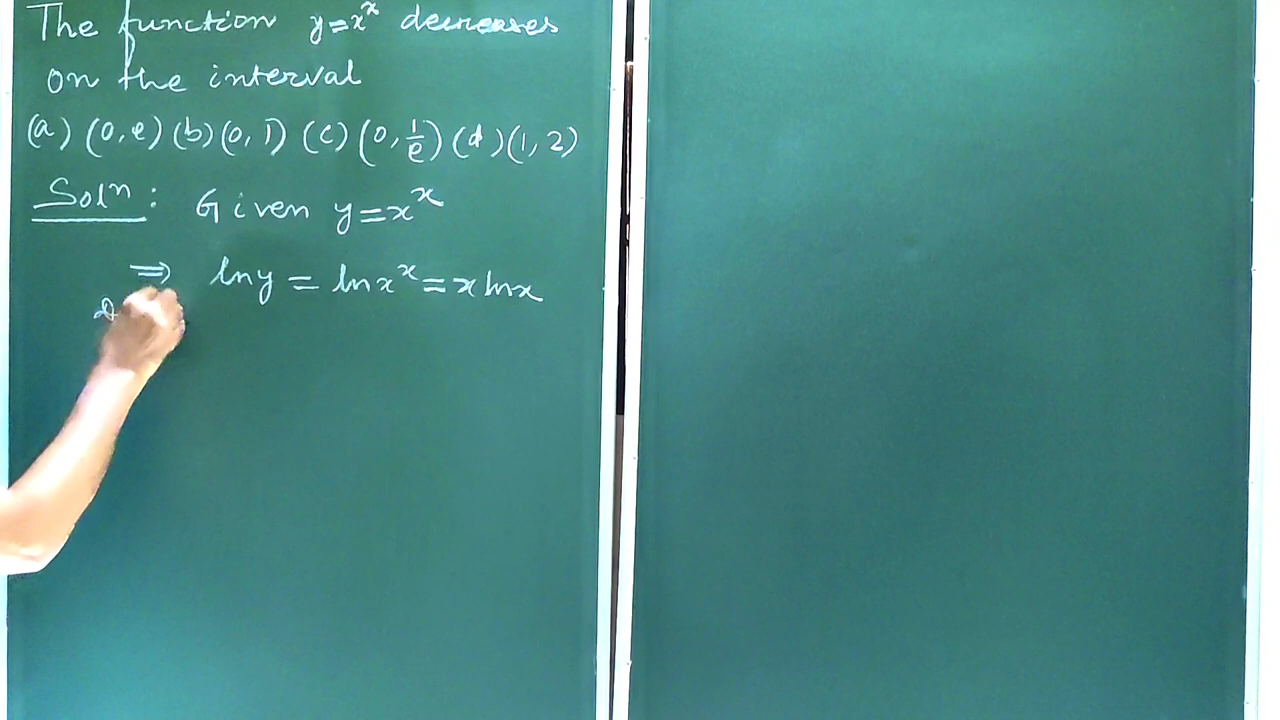 The function y=x^x decreases
on the interval
(a) (0, e) (b) (0, 1) (c) (0, 1/e) (d) (1, 2)
Solⁿ: Given y=x^x
⇒ ln y = ln x^x = x ln x